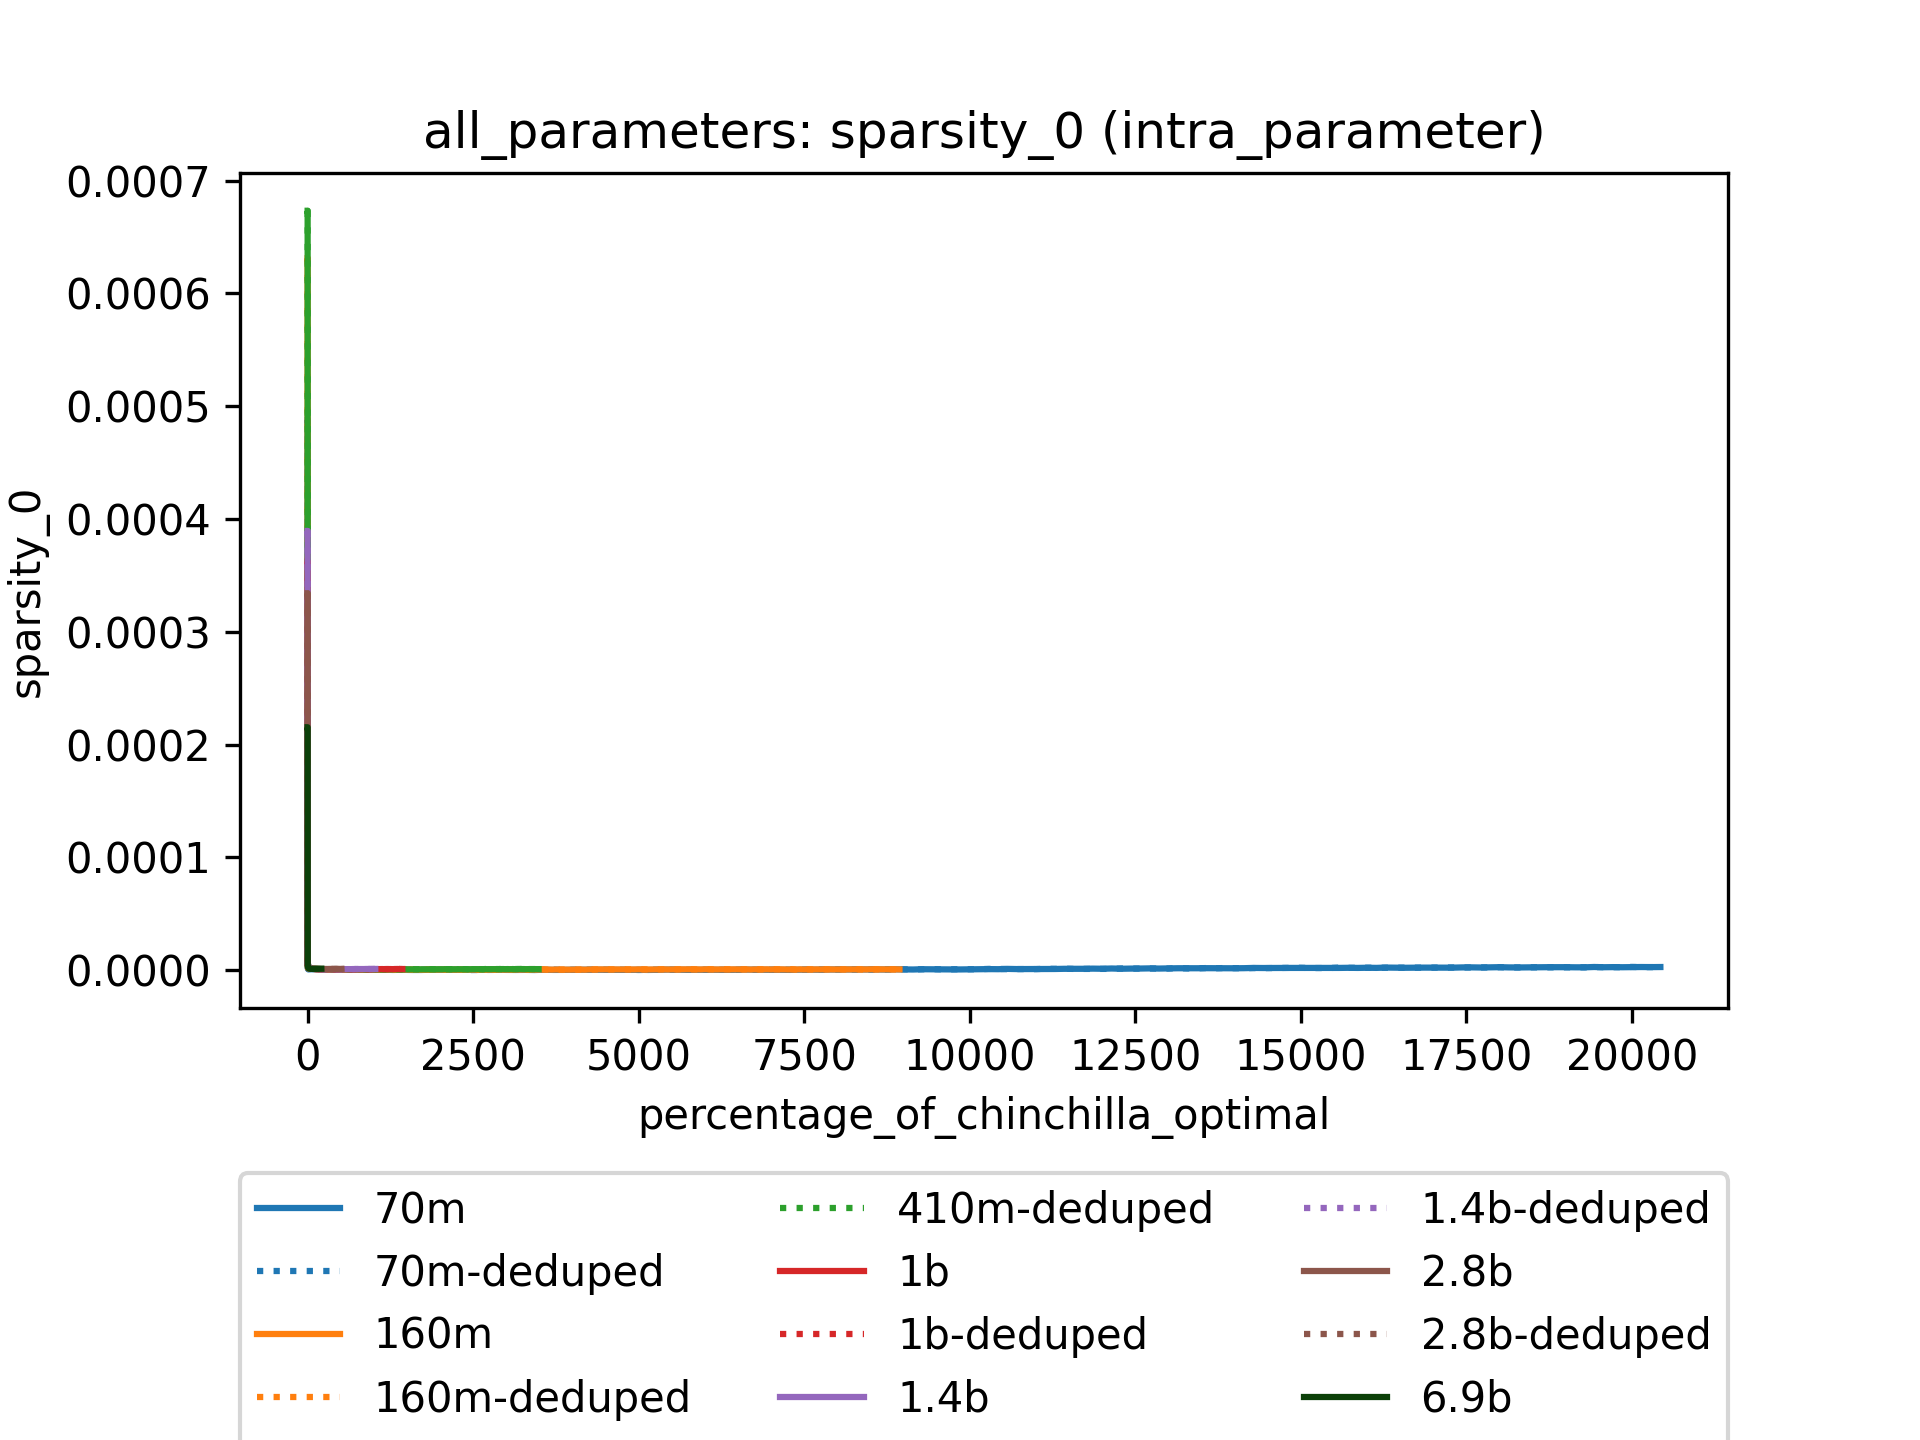 all_parameters: sparsity_0 (intra_parameter)
0.0007
0.0006
0.0005
0.0004
0.0003
0.0002
0.0001
0.0000
sparsity_0
0 2500 5000 7500 10000 12500 15000 17500 20000
percentage_of_chinchilla_optimal
70m 410m-deduped 1.4b-deduped
70m-deduped 1b 2.8b
160m 1b-deduped 2.8b-deduped
160m-deduped 1.4b 6.9b